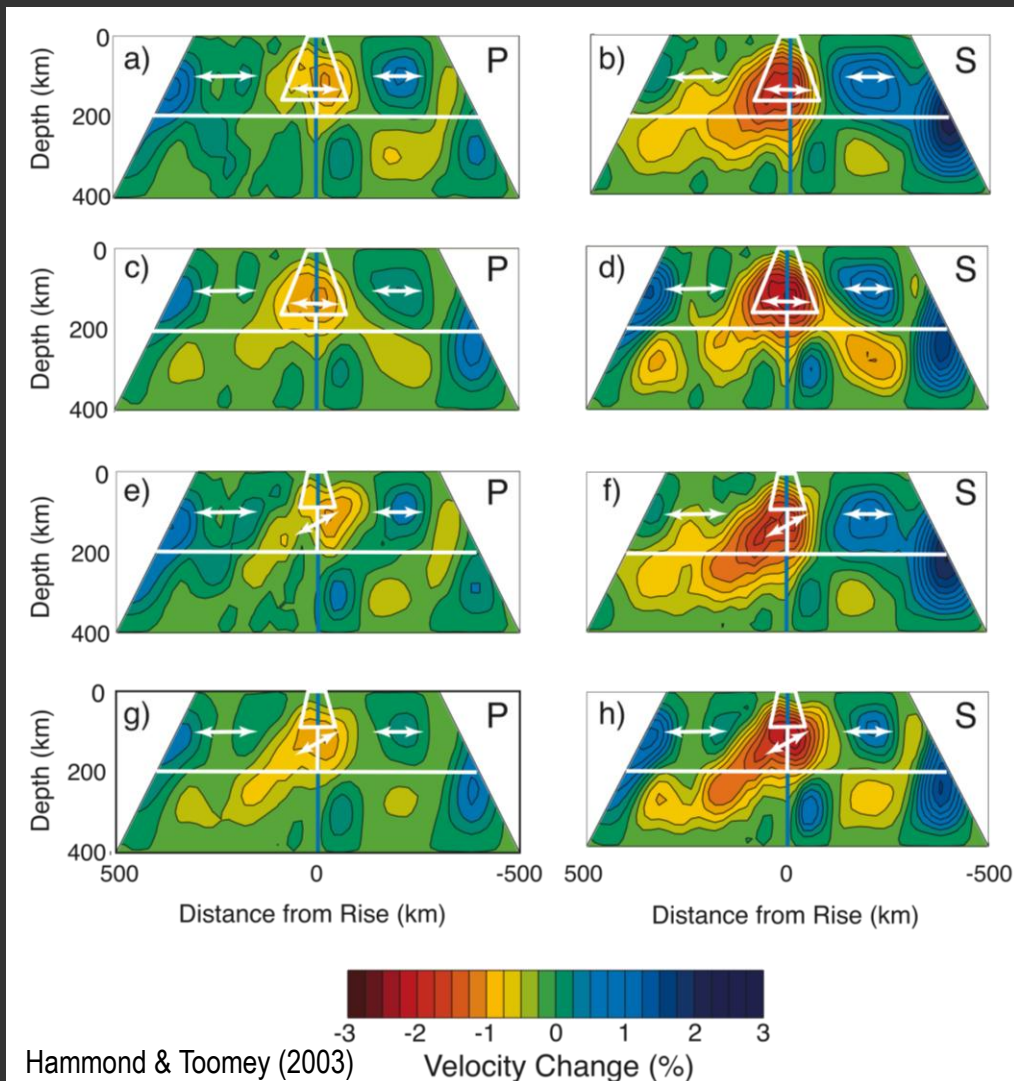 a) P
b) S
0
200
400
Depth (km)
c) P
d) S
0
200
400
Depth (km)
e) P
f) S
0
200
400
Depth (km)
g) P
h) S
0
200
400
Depth (km)
500 0 -500
500 0 -500
Distance from Rise (km)
Distance from Rise (km)
-3 -2 -1 0 1 2 3
Hammond & Toomey (2003)
Velocity Change (%)